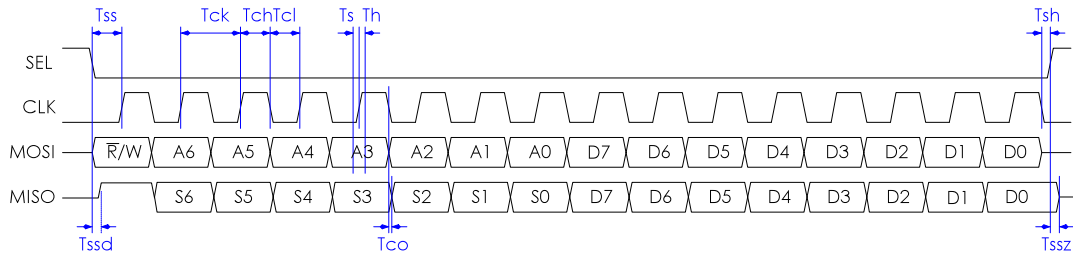 Tss Tck Tch Tcl Ts Th Tsh
SEL
CLK
MOSI R̅/W A6 A5 A4 A3 A2 A1 A0 D7 D6 D5 D4 D3 D2 D1 D0
MISO S6 S5 S4 S3 S2 S1 S0 D7 D6 D5 D4 D3 D2 D1 D0
Tssd Tco Tssz